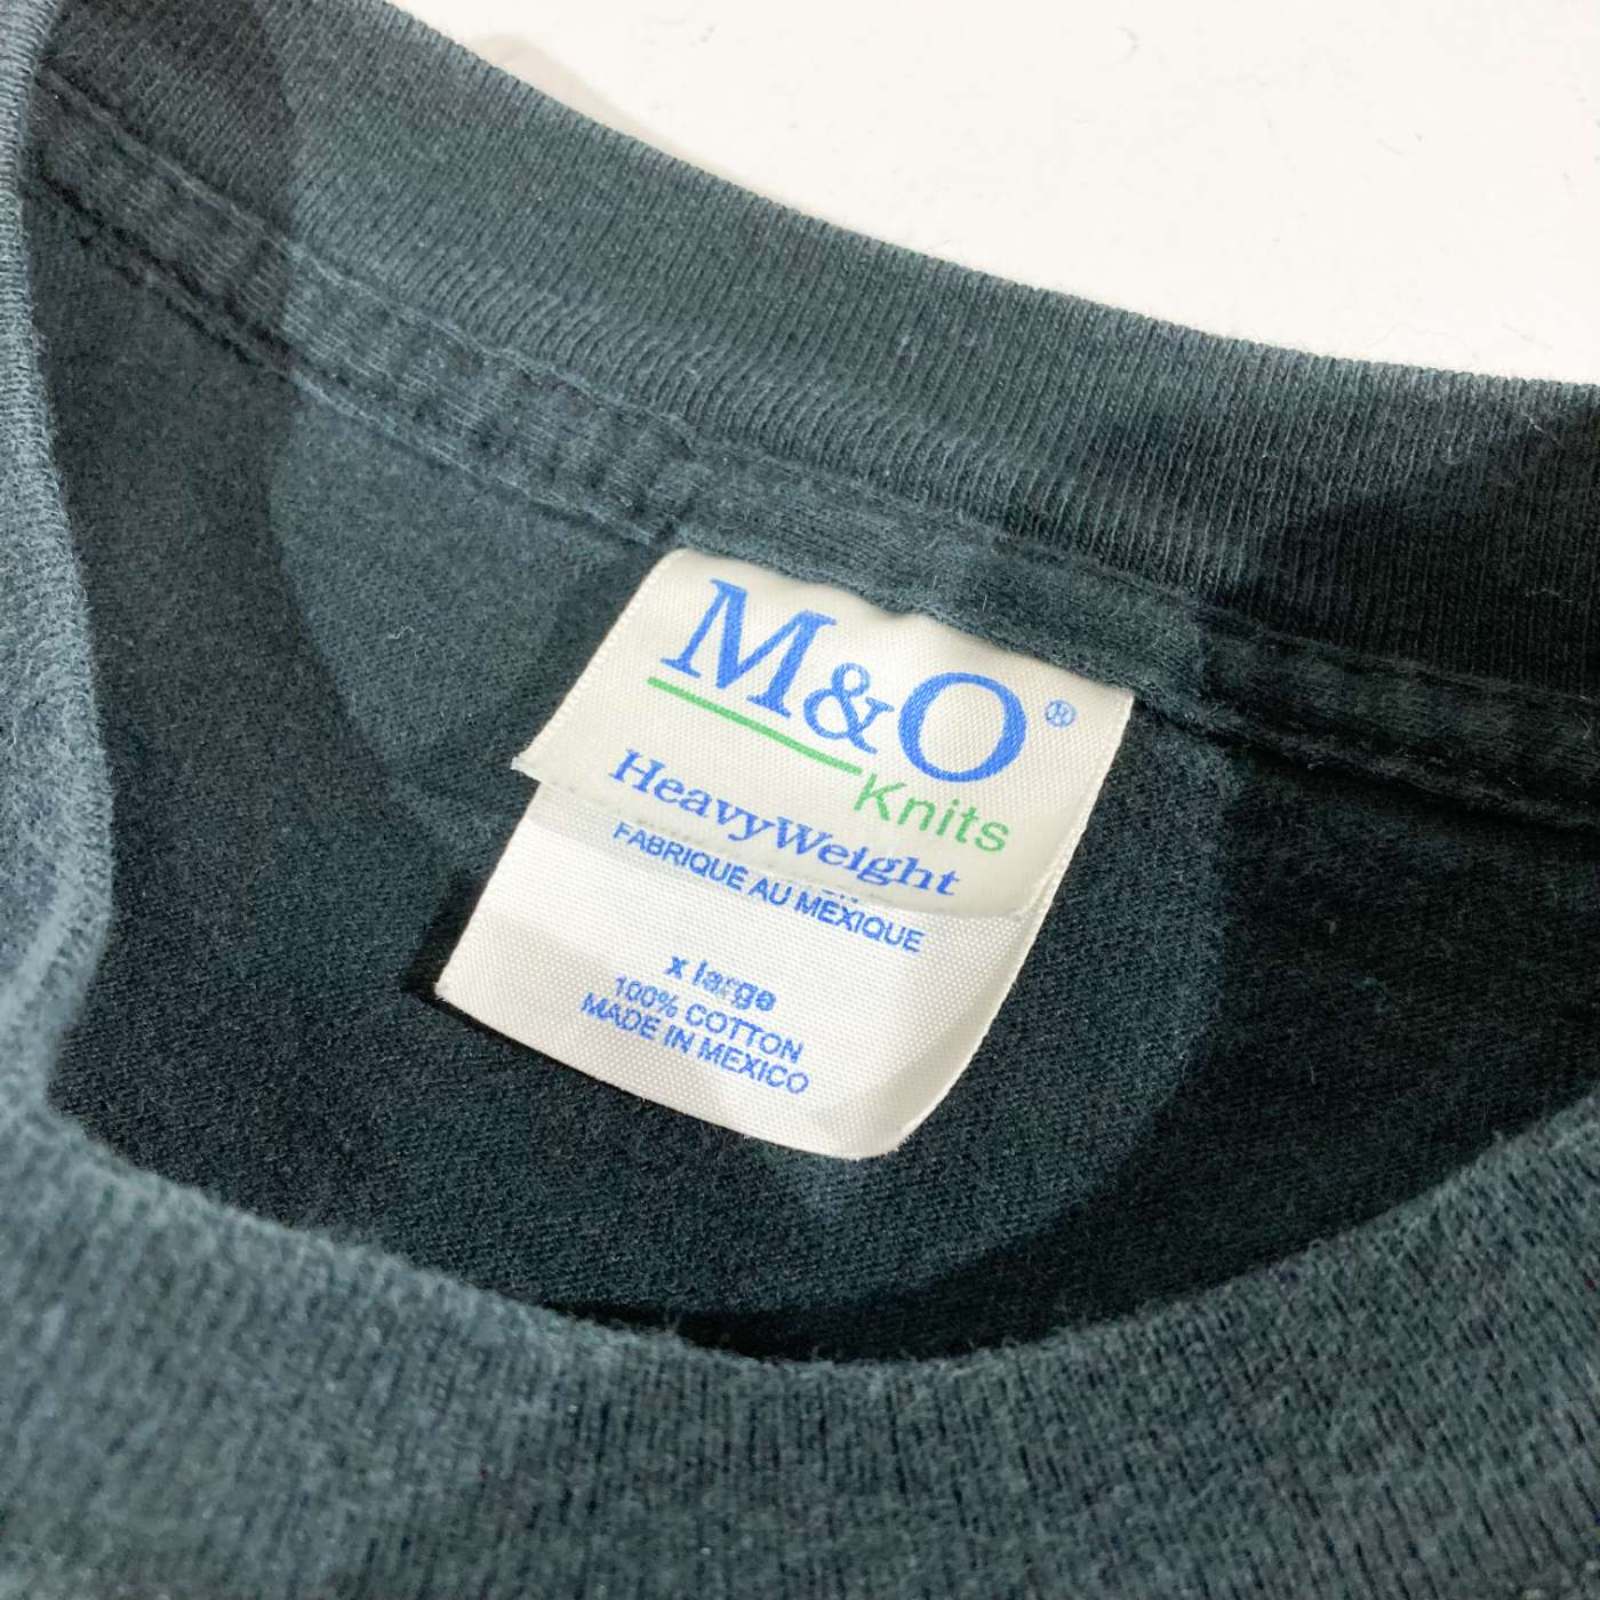 M&O®
Knits
HeavyWeight
FABRIQUE AU MEXIQUE
x large
100% COTTON
MADE IN MEXICO